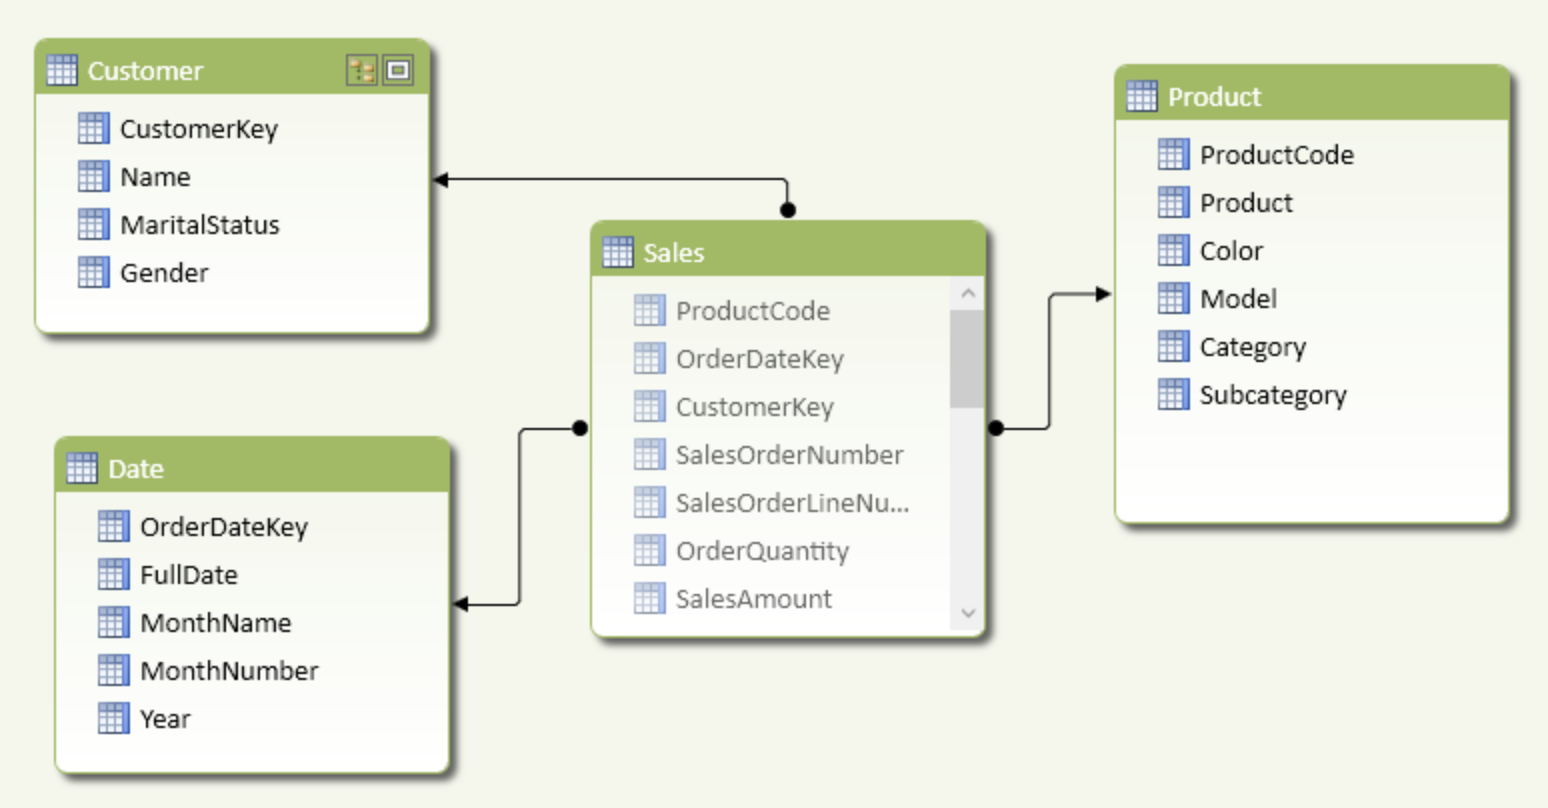 Customer
CustomerKey
Name
MaritalStatus
Gender
Date
OrderDateKey
FullDate
MonthName
MonthNumber
Year
Sales
ProductCode
OrderDateKey
CustomerKey
SalesOrderNumber
SalesOrderLineNu...
OrderQuantity
SalesAmount
Product
ProductCode
Product
Color
Model
Category
Subcategory